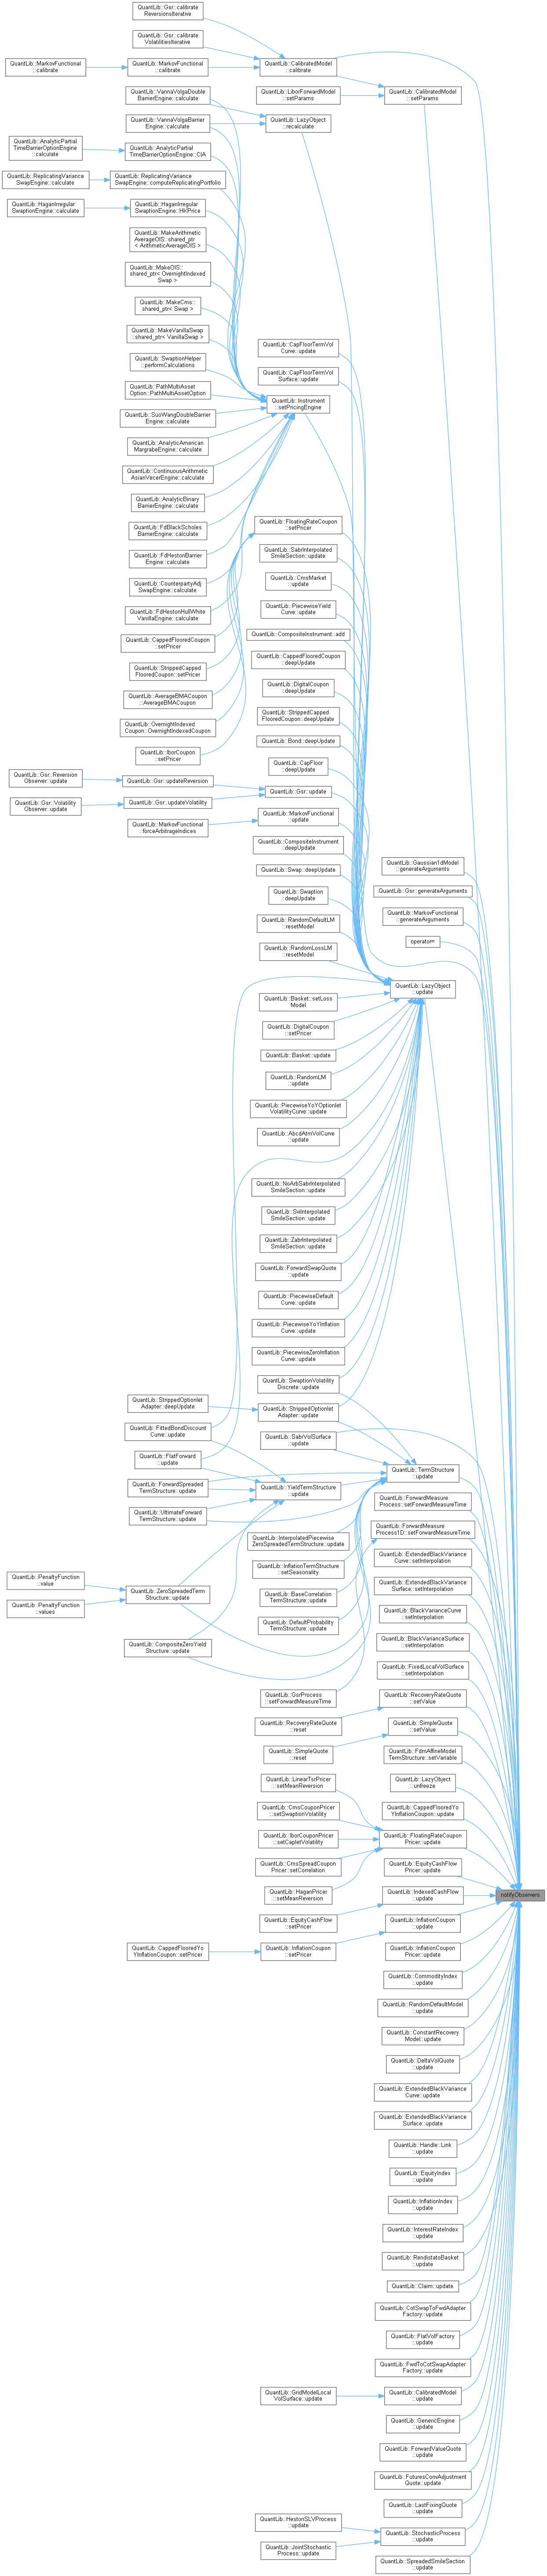 QuantLib::Gsr::calibrate
ReversionsIterative
QuantLib::Gsr::calibrate
VolatilitiesIterative
QuantLib::MarkovFunctional
::calibrate
QuantLib::MarkovFunctional
::calibrate
QuantLib::CalibratedModel
::calibrate
QuantLib::VannaVolgaDouble
BarrierEngine::calculate
QuantLib::LiborForwardModel
::setParams
QuantLib::CalibratedModel
::setParams
QuantLib::VannaVolgaBarrier
Engine::calculate
QuantLib::LazyObject
::recalculate
QuantLib::AnalyticPartial
TimeBarrierOptionEngine
::calculate
QuantLib::AnalyticPartial
TimeBarrierOptionEngine::CIA
QuantLib::ReplicatingVariance
SwapEngine::calculate
QuantLib::ReplicatingVariance
SwapEngine::computeReplicatingPortfolio
QuantLib::HaganIrregular
SwaptionEngine::calculate
QuantLib::HaganIrregular
SwaptionEngine::HKPrice
QuantLib::MakeArithmetic
AverageOIS::shared_ptr
< ArithmeticAverageOIS >
QuantLib::MakeOIS::
shared_ptr< OvernightIndexed
Swap >
QuantLib::MakeCms::
shared_ptr< Swap >
QuantLib::MakeVanillaSwap
::shared_ptr< VanillaSwap >
QuantLib::CapFloorTermVol
Curve::update
QuantLib::SwaptionHelper
::performCalculations
QuantLib::CapFloorTermVol
Surface::update
QuantLib::PathMultiAsset
Option::PathMultiAssetOption
QuantLib::Instrument
::setPricingEngine
QuantLib::SuoWangDoubleBarrier
Engine::calculate
QuantLib::AnalyticAmerican
MargrabeEngine::calculate
QuantLib::ContinuousArithmetic
AsianVecerEngine::calculate
QuantLib::AnalyticBinary
BarrierEngine::calculate
QuantLib::FdBlackScholes
BarrierEngine::calculate
QuantLib::FloatingRateCoupon
::setPricer
QuantLib::FdHestonBarrier
Engine::calculate
QuantLib::SabrInterpolated
SmileSection::update
QuantLib::CounterpartyAdj
SwapEngine::calculate
QuantLib::CmsMarket
::update
QuantLib::FdHestonHullWhite
VanillaEngine::calculate
QuantLib::PiecewiseYield
Curve::update
QuantLib::CappedFlooredCoupon
::setPricer
QuantLib::CompositeInstrument::add
QuantLib::StrippedCapped
FlooredCoupon::setPricer
QuantLib::CappedFlooredCoupon
::deepUpdate
QuantLib::AverageBMACoupon
::AverageBMACoupon
QuantLib::DigitalCoupon
::deepUpdate
QuantLib::OvernightIndexed
Coupon::OvernightIndexedCoupon
QuantLib::StrippedCapped
FlooredCoupon::deepUpdate
QuantLib::IborCoupon
::setPricer
QuantLib::Bond::deepUpdate
QuantLib::CapFloor
::deepUpdate
QuantLib::Gsr::Reversion
Observer::update
QuantLib::Gsr::updateReversion
QuantLib::Gsr::update
QuantLib::Gsr::Volatility
Observer::update
QuantLib::Gsr::updateVolatility
QuantLib::MarkovFunctional
::update
QuantLib::MarkovFunctional
::forceArbitrageIndices
QuantLib::CompositeInstrument
::deepUpdate
QuantLib::Swap::deepUpdate
QuantLib::Gaussian1dModel
::generateArguments
QuantLib::Swaption
::deepUpdate
QuantLib::Gsr::generateArguments
QuantLib::RandomDefaultLM
::resetModel
QuantLib::MarkovFunctional
::generateArguments
QuantLib::RandomLossLM
::resetModel
operator=
QuantLib::Basket::setLoss
Model
QuantLib::LazyObject
::update
QuantLib::DigitalCoupon
::setPricer
QuantLib::Basket::update
QuantLib::RandomLM
::update
QuantLib::PiecewiseYoYOptionlet
VolatilityCurve::update
QuantLib::AbcdAtmVolCurve
::update
QuantLib::NoArbSabrInterpolated
SmileSection::update
QuantLib::SviInterpolated
SmileSection::update
QuantLib::ZabrInterpolated
SmileSection::update
QuantLib::ForwardSwapQuote
::update
QuantLib::PiecewiseDefault
Curve::update
QuantLib::PiecewiseYoYInflation
Curve::update
QuantLib::PiecewiseZeroInflation
Curve::update
QuantLib::SwaptionVolatility
Discrete::update
QuantLib::StrippedOptionlet
Adapter::deepUpdate
QuantLib::StrippedOptionlet
Adapter::update
QuantLib::FittedBondDiscount
Curve::update
QuantLib::SabrVolSurface
::update
QuantLib::FlatForward
::update
QuantLib::TermStructure
::update
QuantLib::ForwardSpreaded
TermStructure::update
QuantLib::YieldTermStructure
::update
QuantLib::UltimateForward
TermStructure::update
QuantLib::ForwardMeasure
Process::setForwardMeasureTime
QuantLib::InterpolatedPiecewise
ZeroSpreadedTermStructure::update
QuantLib::ForwardMeasure
Process1D::setForwardMeasureTime
QuantLib::InflationTermStructure
::setSeasonality
QuantLib::ExtendedBlackVariance
Curve::setInterpolation
QuantLib::PenaltyFunction
::value
QuantLib::ZeroSpreadedTerm
Structure::update
QuantLib::BaseCorrelation
TermStructure::update
QuantLib::ExtendedBlackVariance
Surface::setInterpolation
QuantLib::PenaltyFunction
::values
QuantLib::DefaultProbability
TermStructure::update
QuantLib::BlackVarianceCurve
::setInterpolation
QuantLib::CompositeZeroYield
Structure::update
QuantLib::BlackVarianceSurface
::setInterpolation
QuantLib::FixedLocalVolSurface
::setInterpolation
QuantLib::GsrProcess
::setForwardMeasureTime
QuantLib::RecoveryRateQuote
::setValue
QuantLib::RecoveryRateQuote
::reset
QuantLib::SimpleQuote
::setValue
QuantLib::SimpleQuote
::reset
QuantLib::FdmAffineModel
TermStructure::setVariable
QuantLib::LinearTsrPricer
::setMeanReversion
QuantLib::LazyObject
::unfreeze
QuantLib::CmsCouponPricer
::setSwaptionVolatility
QuantLib::CappedFlooredYo
YInflationCoupon::update
QuantLib::IborCouponPricer
::setCapletVolatility
QuantLib::FloatingRateCoupon
Pricer::update
QuantLib::CmsSpreadCoupon
Pricer::setCorrelation
QuantLib::EquityCashFlow
Pricer::update
QuantLib::HaganPricer
::setMeanReversion
QuantLib::IndexedCashFlow
::update
notifyObservers
QuantLib::EquityCashFlow
::setPricer
QuantLib::InflationCoupon
::update
QuantLib::CappedFlooredYo
YInflationCoupon::setPricer
QuantLib::InflationCoupon
::setPricer
QuantLib::InflationCoupon
Pricer::update
QuantLib::CommodityIndex
::update
QuantLib::RandomDefaultModel
::update
QuantLib::ConstantRecovery
Model::update
QuantLib::DeltaVolQuote
::update
QuantLib::ExtendedBlackVariance
Curve::update
QuantLib::ExtendedBlackVariance
Surface::update
QuantLib::Handle::Link
::update
QuantLib::EquityIndex
::update
QuantLib::InflationIndex
::update
QuantLib::InterestRateIndex
::update
QuantLib::RendistatoBasket
::update
QuantLib::Claim::update
QuantLib::CotSwapToFwdAdapter
Factory::update
QuantLib::FlatVolFactory
::update
QuantLib::FwdToCotSwapAdapter
Factory::update
QuantLib::GridModelLocal
VolSurface::update
QuantLib::CalibratedModel
::update
QuantLib::GenericEngine
::update
QuantLib::ForwardValueQuote
::update
QuantLib::FuturesConvAdjustment
Quote::update
QuantLib::LastFixingQuote
::update
QuantLib::HestonSLVProcess
::update
QuantLib::StochasticProcess
::update
QuantLib::JointStochastic
Process::update
QuantLib::SpreadedSmileSection
::update